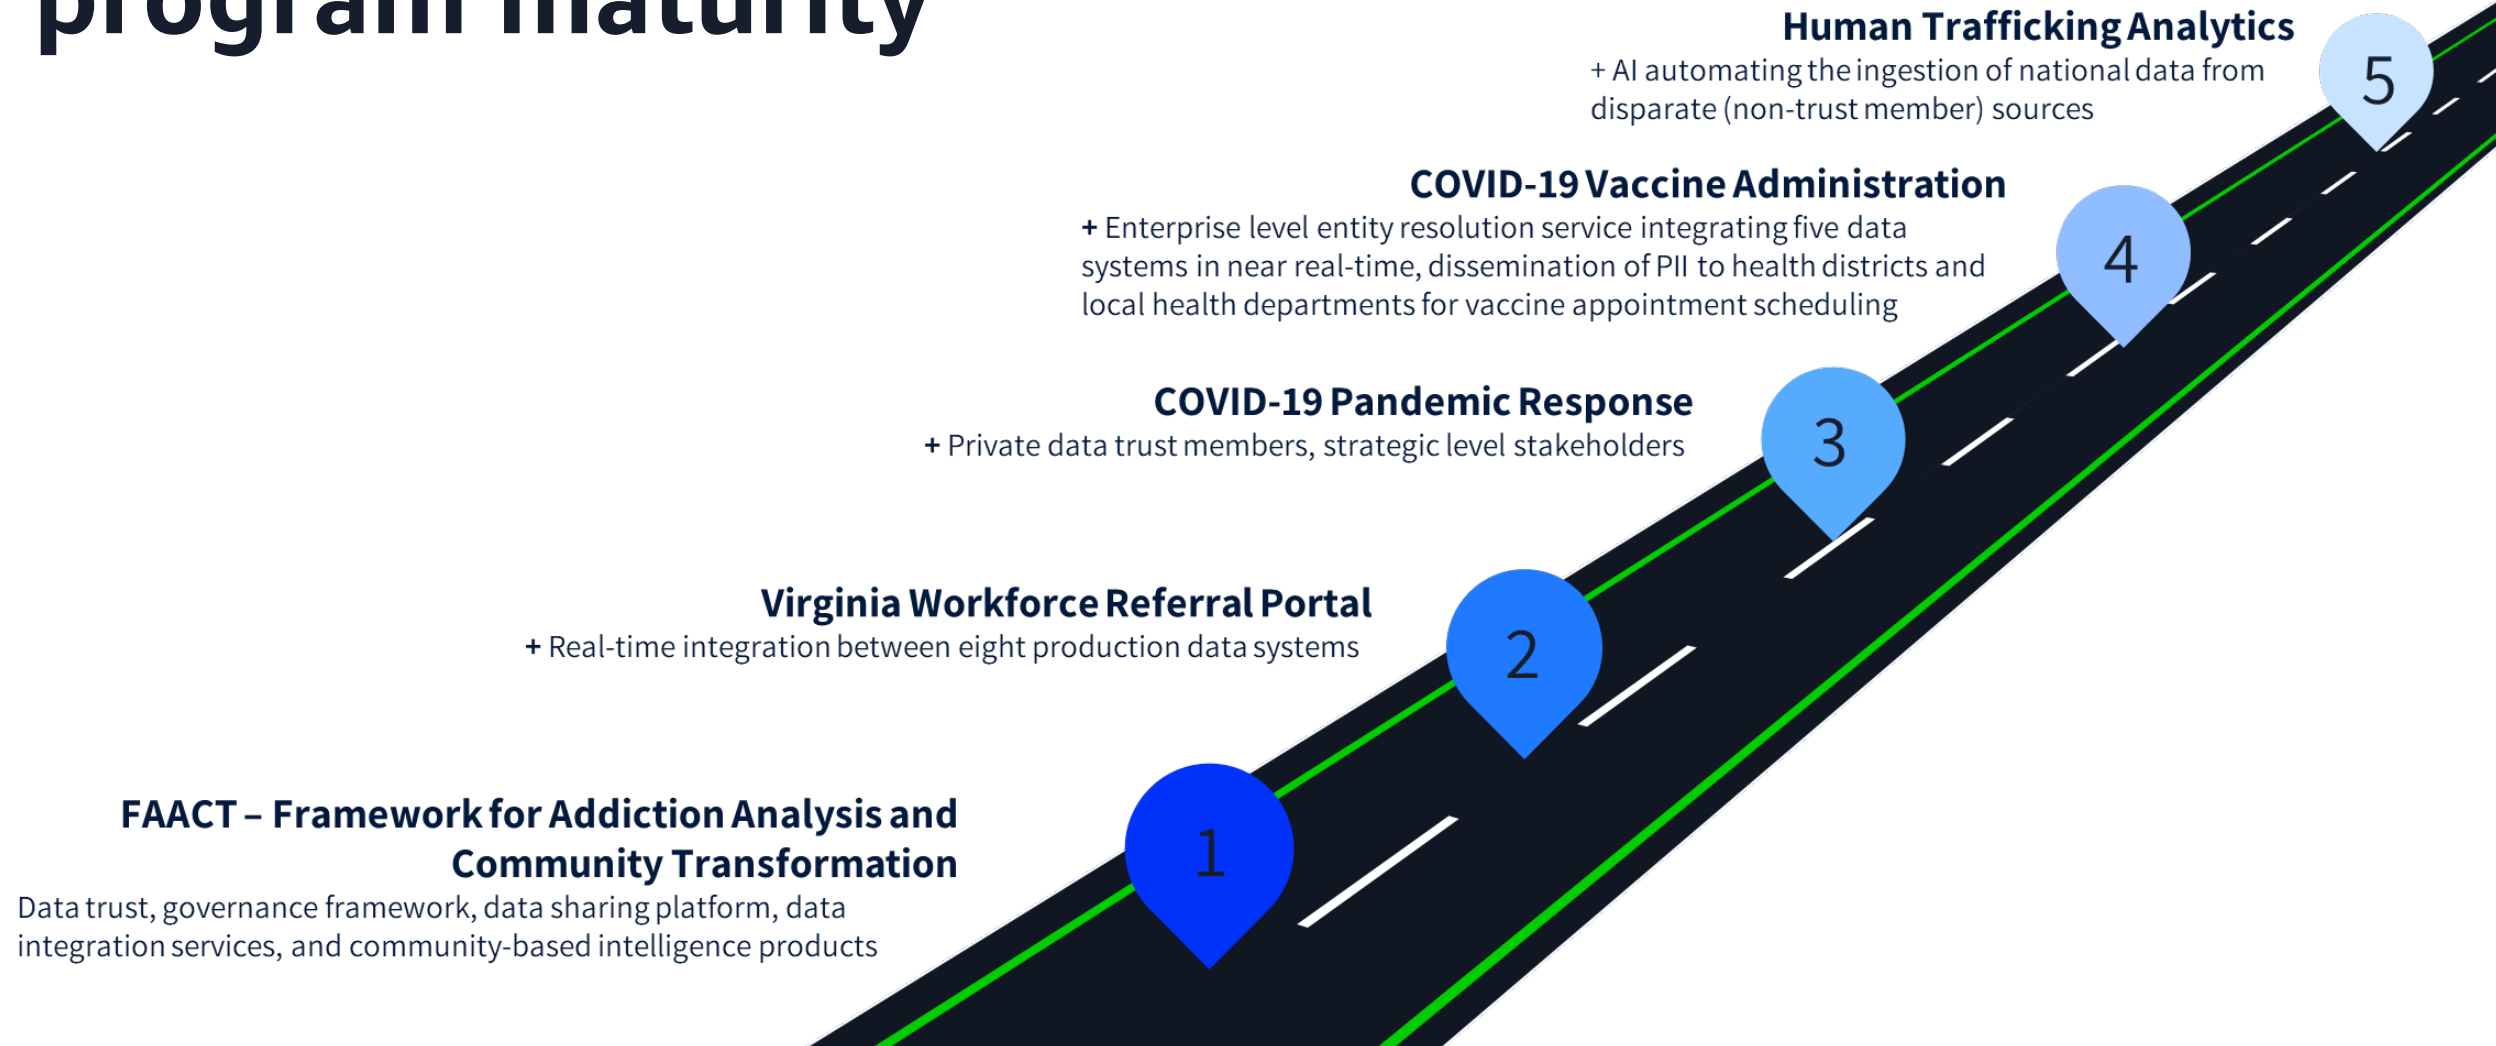 program maturity
Human Trafficking Analytics
+ AI automating the ingestion of national data from
disparate (non-trust member) sources
5
COVID-19 Vaccine Administration
+ Enterprise level entity resolution service integrating five data
systems in near real-time, dissemination of PII to health districts and
local health departments for vaccine appointment scheduling
4
COVID-19 Pandemic Response
+ Private data trust members, strategic level stakeholders
3
Virginia Workforce Referral Portal
+ Real-time integration between eight production data systems
2
FAACT – Framework for Addiction Analysis and
Community Transformation
Data trust, governance framework, data sharing platform, data
integration services, and community-based intelligence products
1